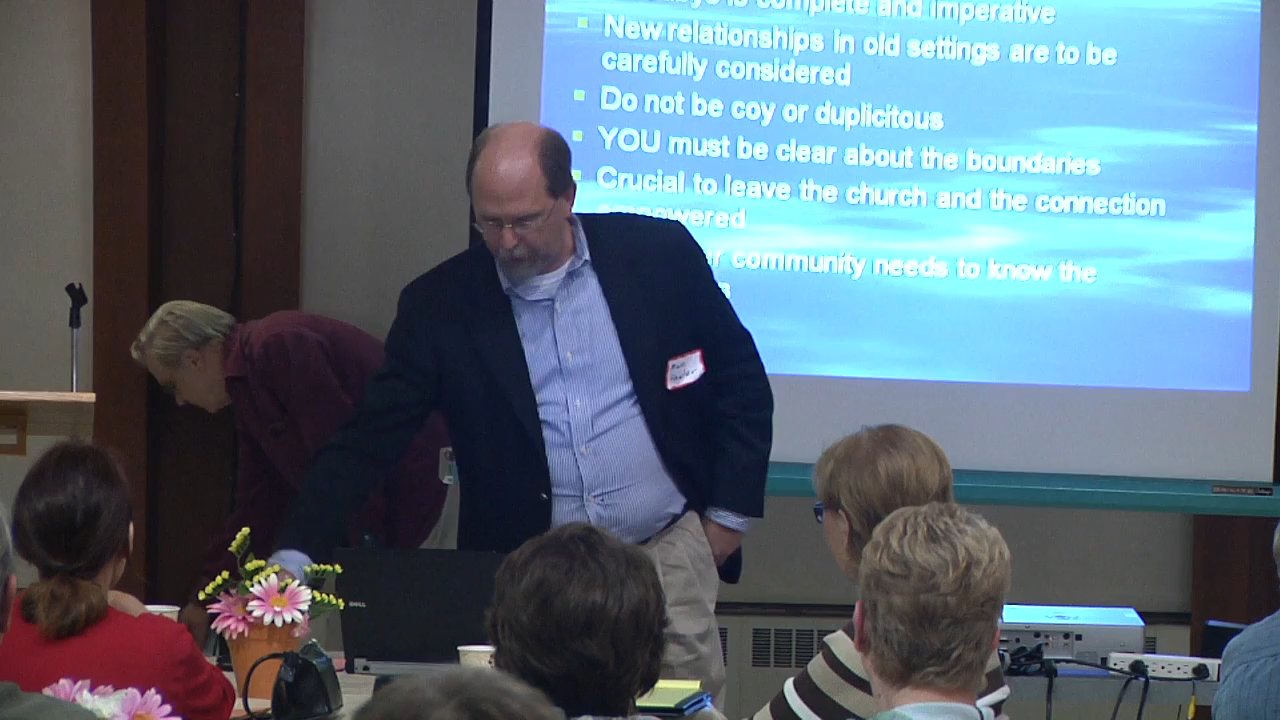 is complete and imperative
New relationships in old settings are to be
carefully considered
Do not be coy or duplicitous
YOU must be clear about the boundaries
Crucial to leave the church and the connection
empowered
community needs to know the
DELL